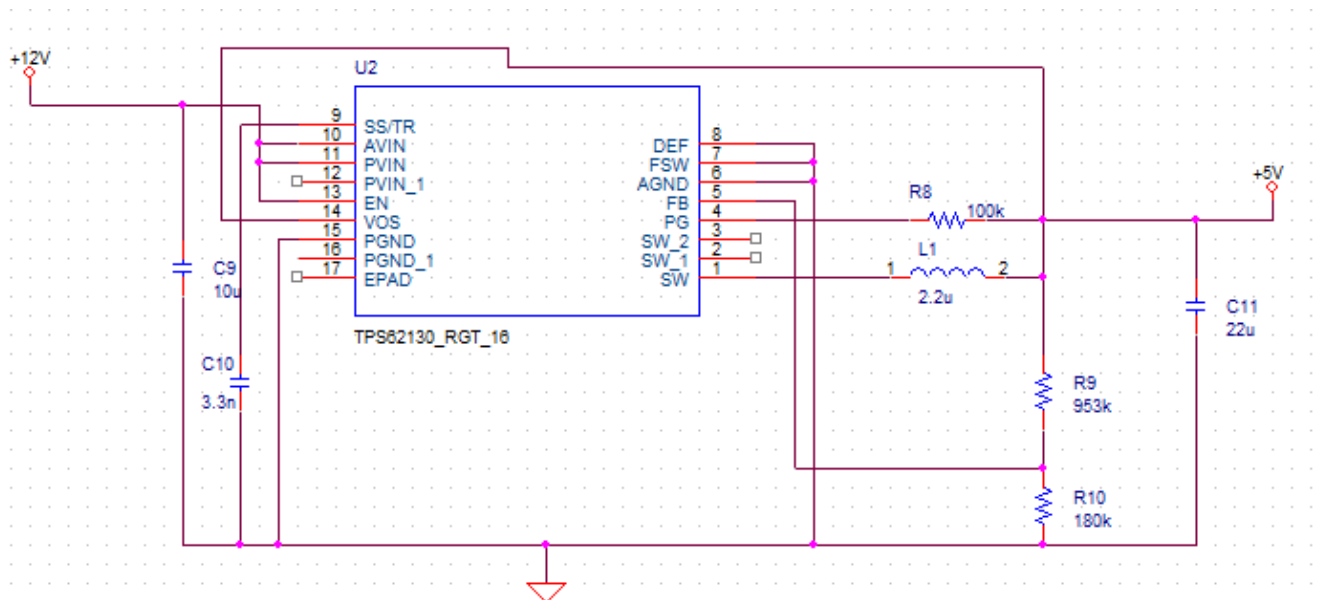 +12V
U2
9
SS/TR
10
AVIN
11
PVIN
12
PVIN_1
13
EN
14
VOS
15
PGND
16
PGND_1
17
EPAD
DEF
8
FSW
7
AGND
6
FB
5
PG
4
SW_2
3
SW_1
2
SW
1
TPS62130_RGT_16
C9
10u
C10
3.3n
R8
100k
L1
1
2
2.2u
+5V
C11
22u
R9
953k
R10
180k